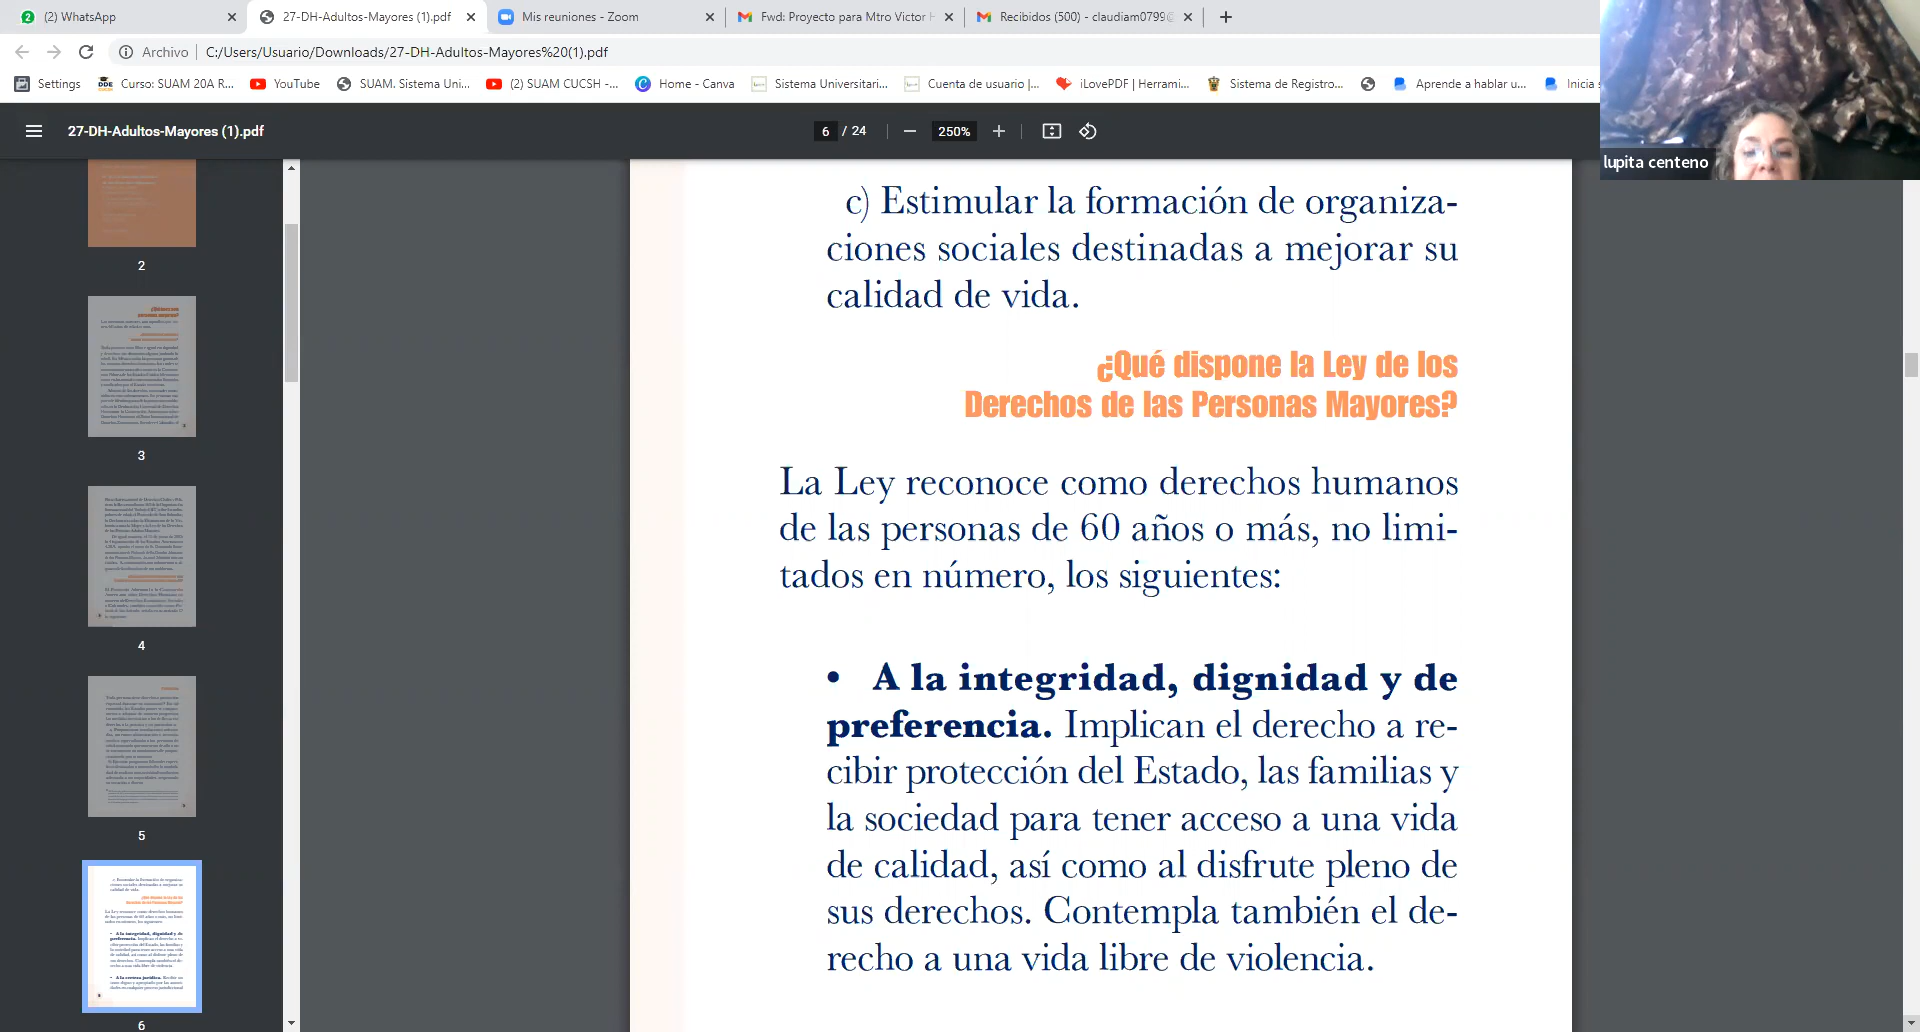 2 (2) WhatsApp
27-DH-Adultos-Mayores (1).pdf
Mis reuniones - Zoom
Fwd: Proyecto para Mtro Victor
Recibidos (500) - claudiam0799@
Archivo C:/Users/Usuario/Downloads/27-DH-Adultos-Mayores%20(1).pdf
Settings
Curso: SUAM 20A R...
YouTube
SUAM. Sistema Uni...
(2) SUAM CUCSH -...
Home - Canva
Sistema Universitari...
Cuenta de usuario |...
iLovePDF | Herrami...
Sistema de Registro...
Aprende a hablar u...
Inicia
27-DH-Adultos-Mayores (1).pdf
6 / 24
250%
lupita centeno
2
3
4
5
6
c) Estimular la formación de organiza-
ciones sociales destinadas a mejorar su
calidad de vida.
¿Qué dispone la Ley de los
Derechos de las Personas Mayores?
La Ley reconoce como derechos humanos
de las personas de 60 años o más, no limi-
tados en número, los siguientes:
• A la integridad, dignidad y de
preferencia. Implican el derecho a re-
cibir protección del Estado, las familias y
la sociedad para tener acceso a una vida
de calidad, así como al disfrute pleno de
sus derechos. Contempla también el de-
recho a una vida libre de violencia.